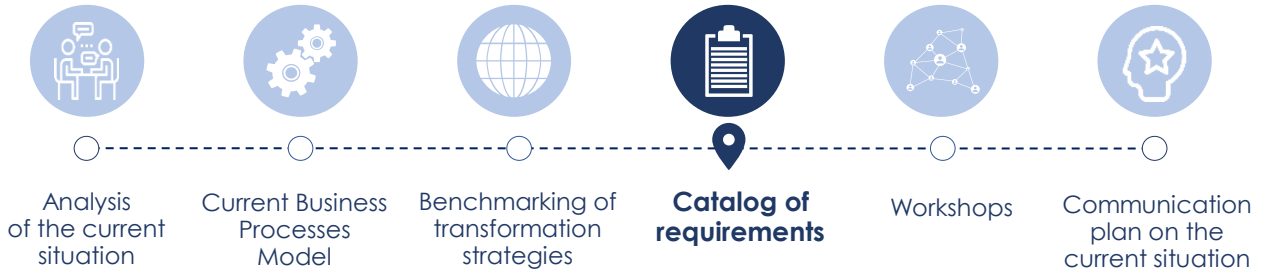 Analysis
of the current
situation
Current Business
Processes
Model
Benchmarking of
transformation
strategies
Catalog of
requirements
Workshops
Communication
plan on the
current situation